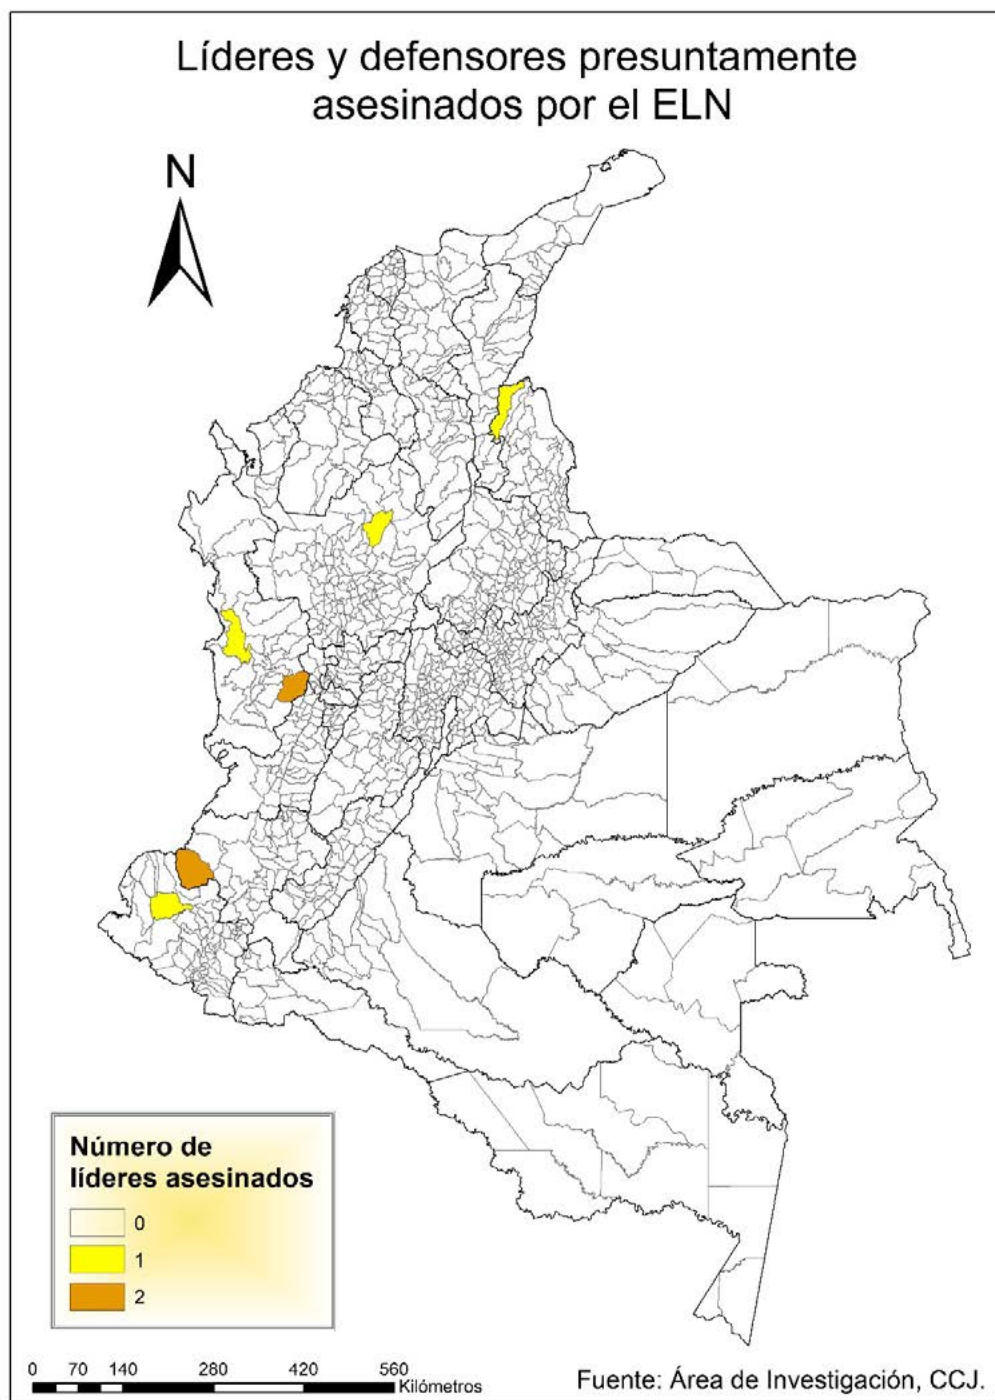 Líderes y defensores presuntamente
asesinados por el ELN
N
Número de
líderes asesinados
0
1
2
0 70 140 280 420 560
Kilómetros
Fuente: Área de Investigación, CCJ.